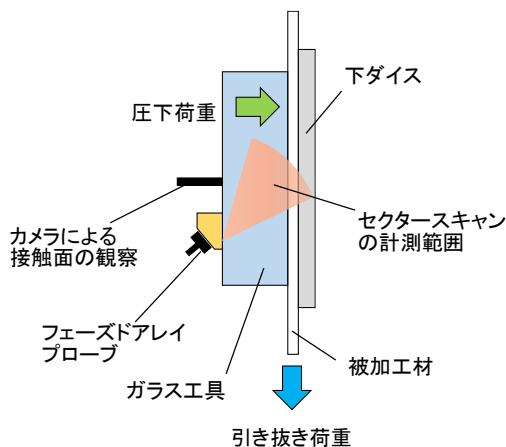 下ダイス
圧下荷重
カメラによる
接触面の観察
セクタースキャン
の計測範囲
フェーズドアレイ
プローブ
ガラス工具
被加工材
引き抜き荷重